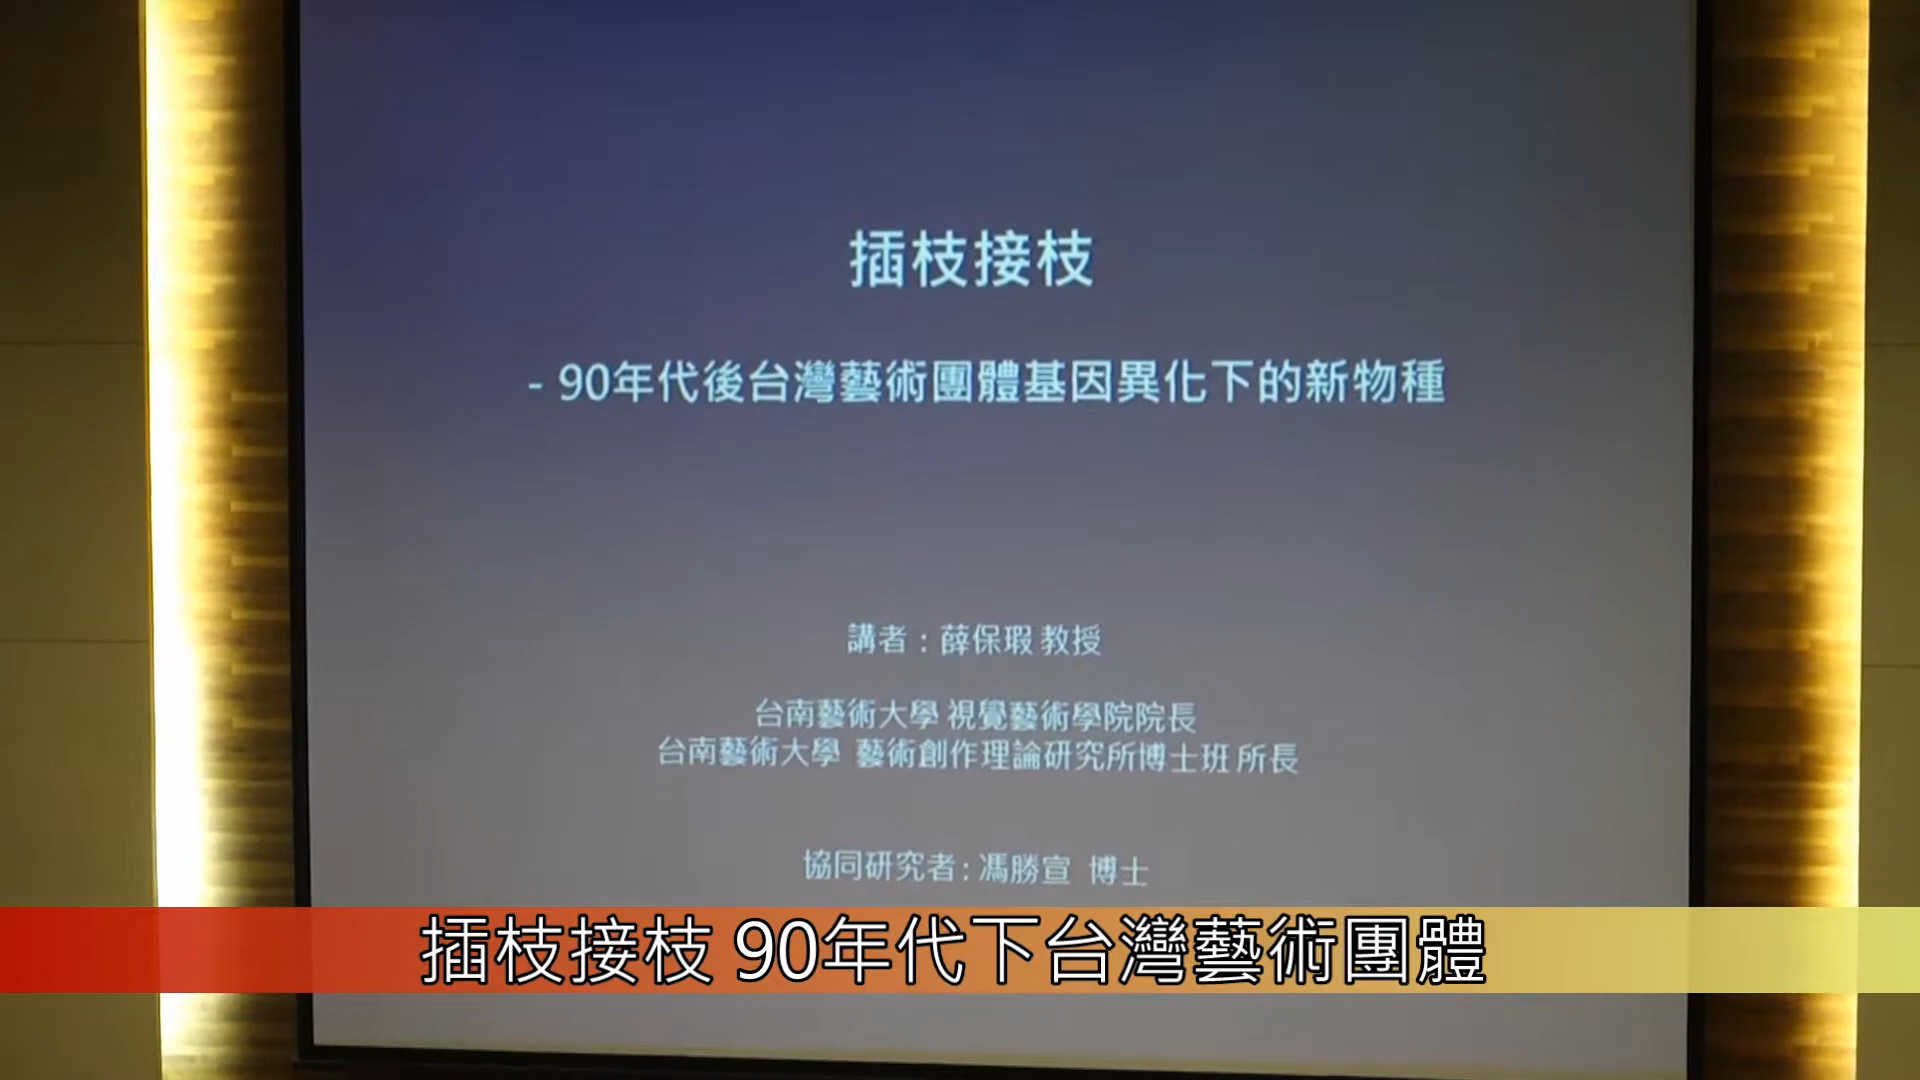 插枝接枝
- 90年代後台灣藝術團體基因異化下的新物種
講者：薛保瑕 教授
台南藝術大學 視覺藝術學院院長
台南藝術大學 藝術創作理論研究所博士班 所長
協同研究者：馮勝宣 博士
插枝接枝 90年代下台灣藝術團體